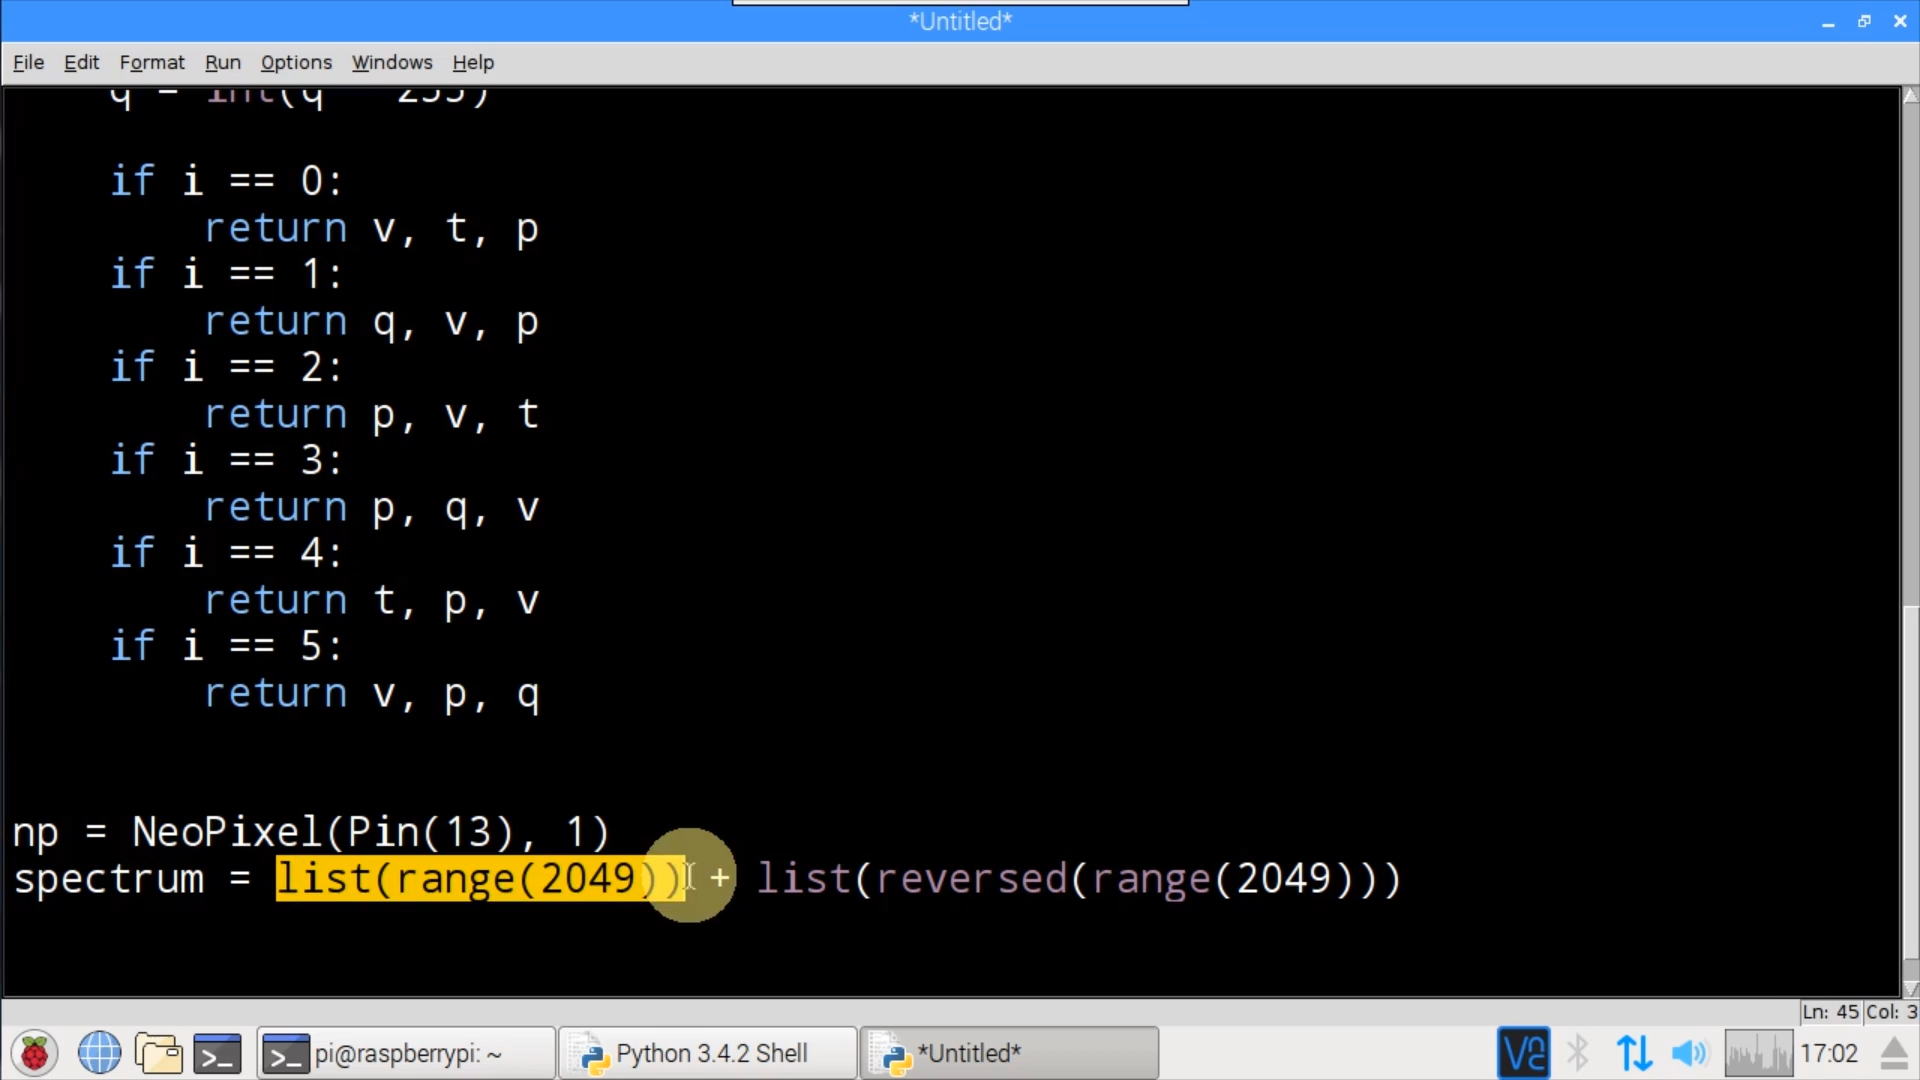 *Untitled*
File Edit Format Run Options Windows Help
q = int(q * 255)
if i == 0:
return v, t, p
if i == 1:
return q, v, p
if i == 2:
return p, v, t
if i == 3:
return p, q, v
if i == 4:
return t, p, v
if i == 5:
return v, p, q
np = NeoPixel(Pin(13), 1)
spectrum = list(range(2049)) + list(reversed(range(2049)))
Ln: 45 Col: 3
pi@raspberrypi: ~ Python 3.4.2 Shell *Untitled* 17:02